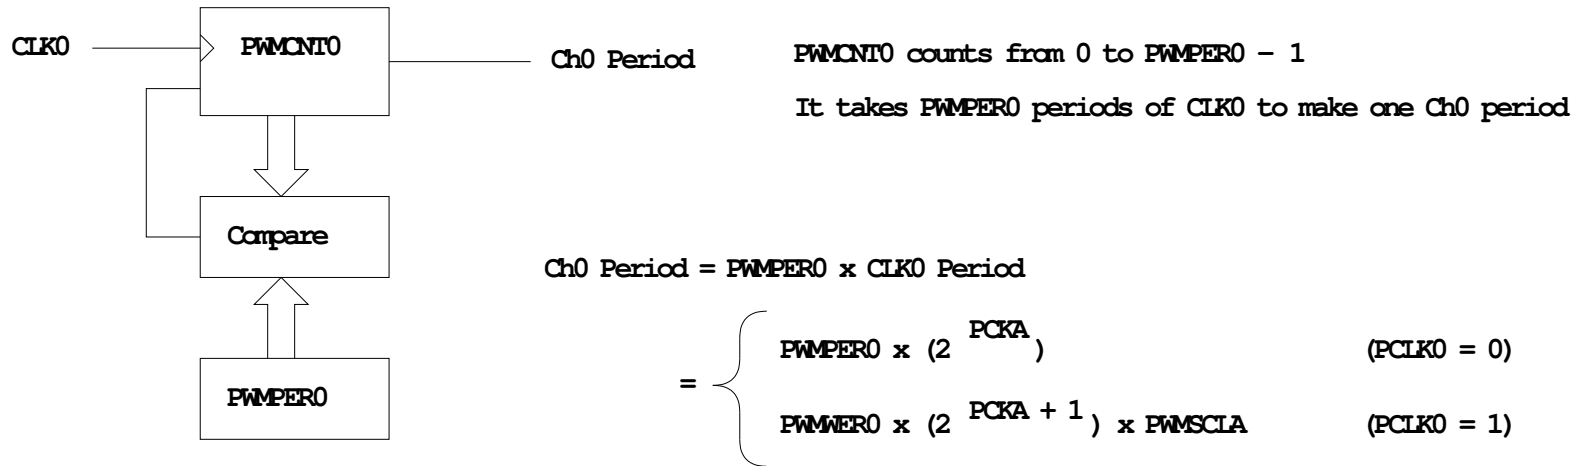 CLK0
PWMCNT0
Ch0 Period
PWMCNT0 counts from 0 to PWMPER0 – 1
It takes PWMPER0 periods of CLK0 to make one Ch0 period
Compare
PWMPER0
Ch0 Period = PWMPER0 x CLK0 Period
= PWMPER0 x (2 PCKA ) (PCLK0 = 0)
PWMWER0 x (2 PCKA + 1 ) x PWMSCLA (PCLK0 = 1)